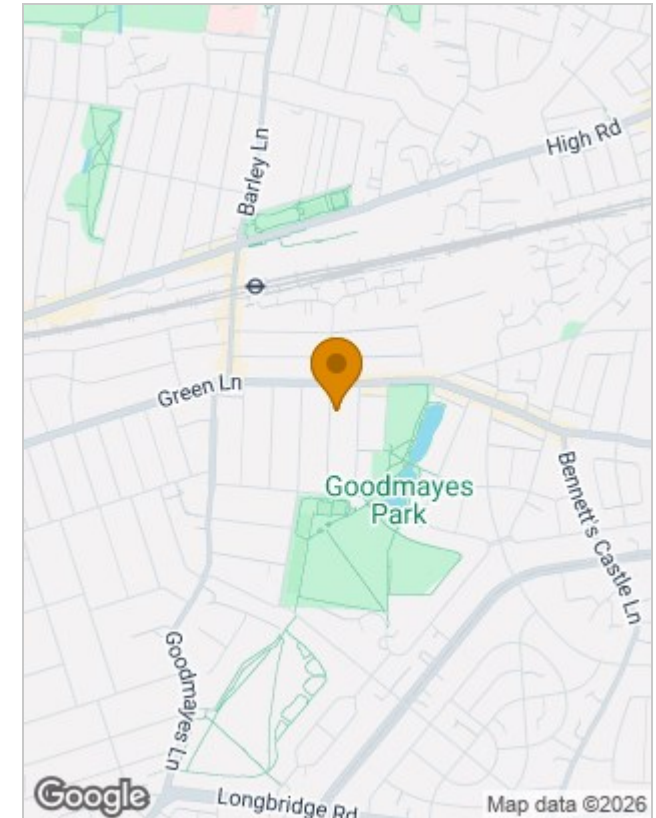 High Rd
Barley Ln
Green Ln
Goodmayes
Park
Bennett's Castle Ln
Goodmayes Ln
Longbridge Rd
Google
Map data ©2026